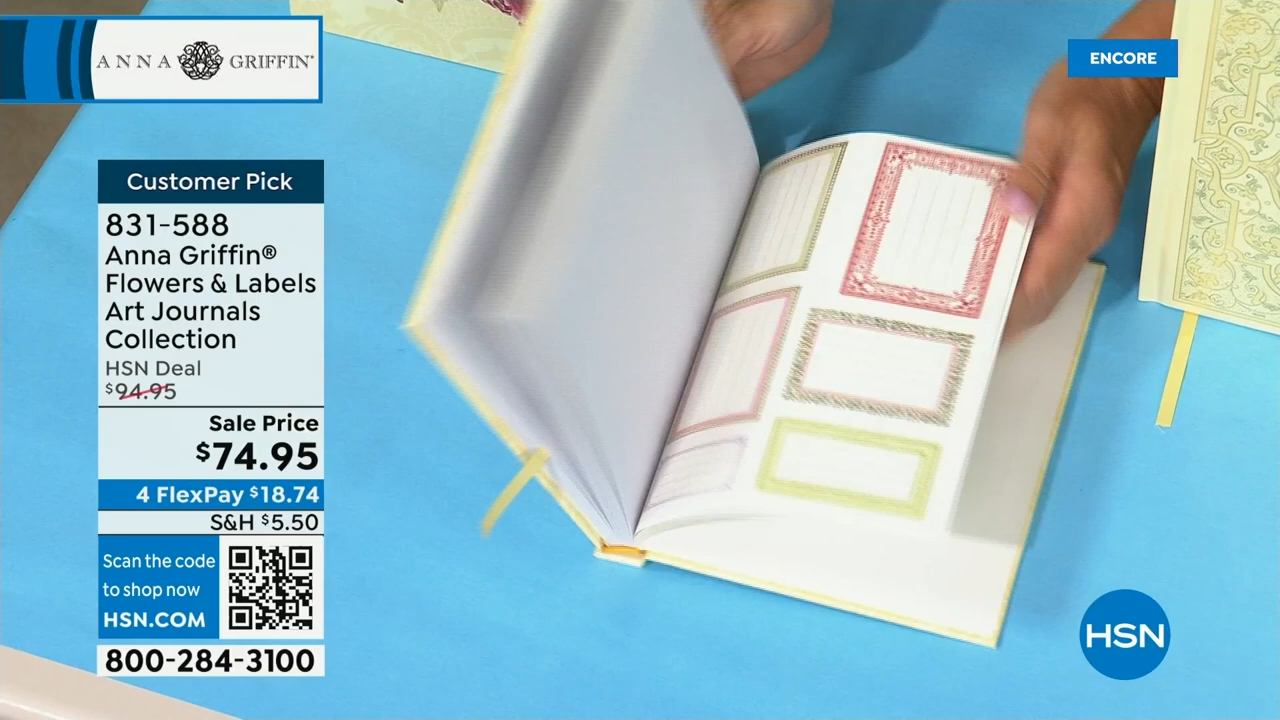 ANNA GRIFFIN®
ENCORE
Customer Pick
831-588
Anna Griffin®
Flowers & Labels
Art Journals
Collection
HSN Deal
$94.95
Sale Price
$74.95
4 FlexPay $18.74
S&H $5.50
Scan the code
to shop now
HSN.COM
800-284-3100
HSN